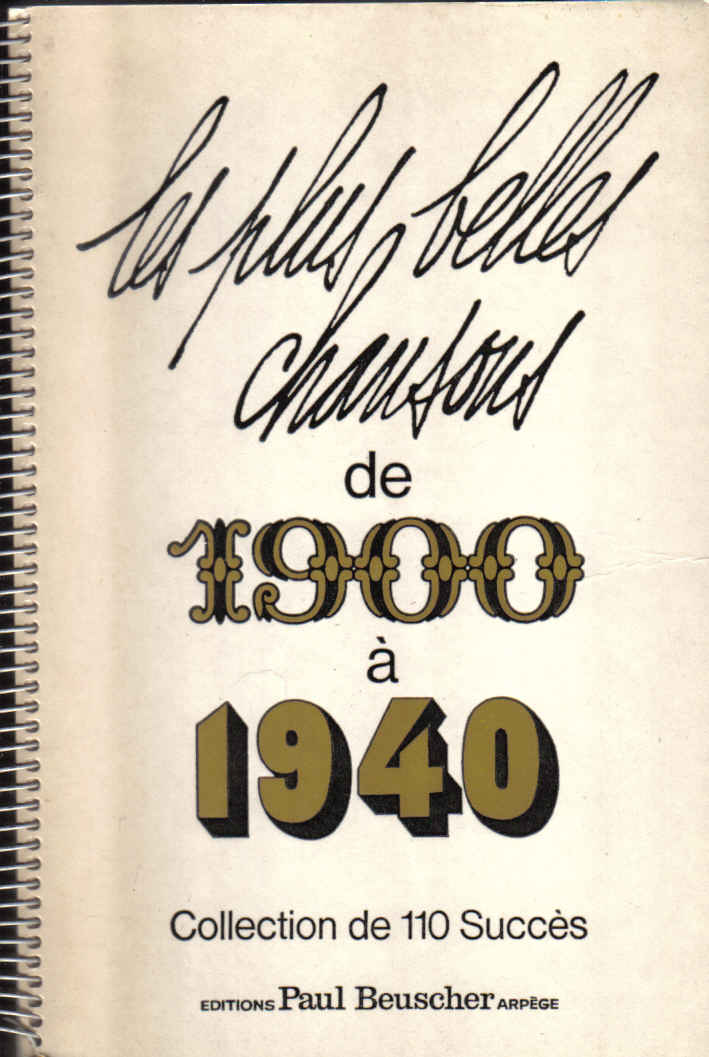 les plus belles
chansons
de
1900
à
1940
Collection de 110 Succès
EDITIONS Paul Beuscher ARPÈGE